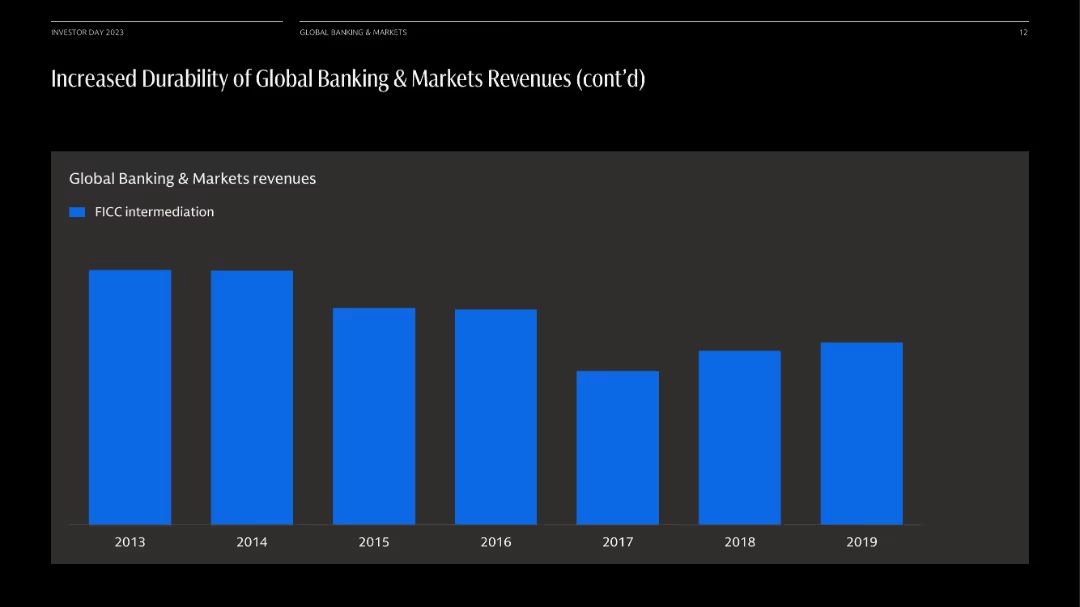 INVESTOR DAY 2023
GLOBAL BANKING & MARKETS
12
Increased Durability of Global Banking & Markets Revenues (cont’d)
Global Banking & Markets revenues
FICC intermediation
2013 2014 2015 2016 2017 2018 2019